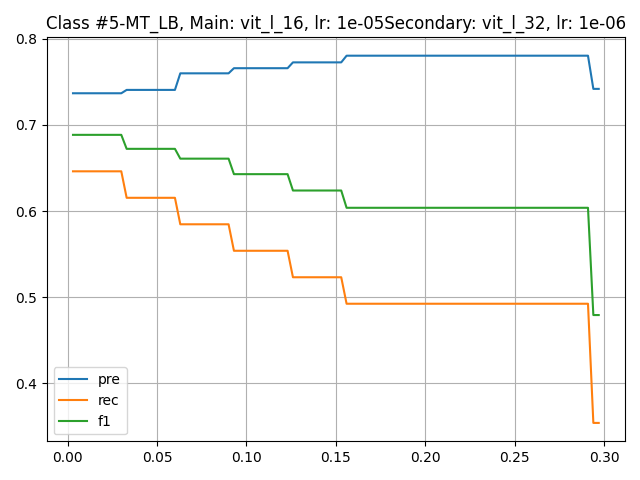 Class #5-MT_LB, Main: vit_l_16, lr: 1e-05Secondary: vit_l_32, lr: 1e-06
0.8
0.7
0.6
0.5
0.4
pre
rec
f1
0.00 0.05 0.10 0.15 0.20 0.25 0.30